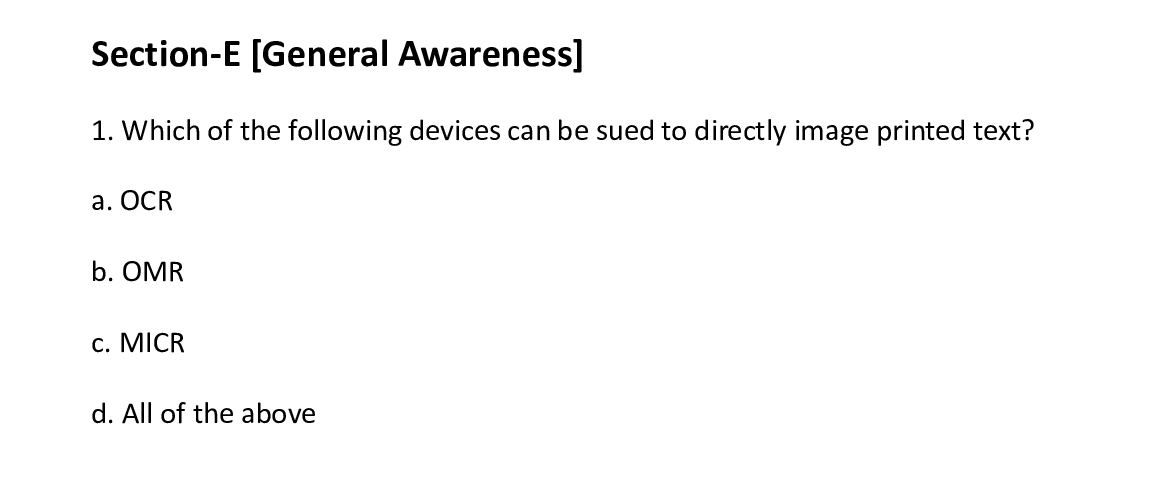 Section-E [General Awareness]
1. Which of the following devices can be sued to directly image printed text?
a. OCR
b. OMR
c. MICR
d. All of the above